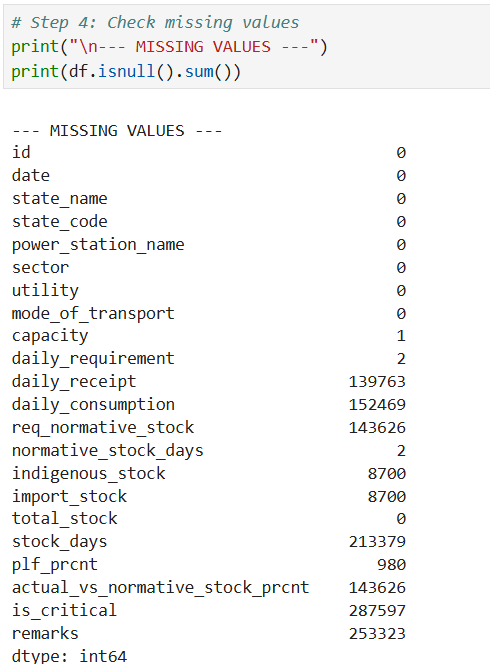 # Step 4: Check missing values
print("\n--- MISSING VALUES ---")
print(df.isnull().sum())
--- MISSING VALUES ---
id 0
date 0
state_name 0
state_code 0
power_station_name 0
sector 0
utility 0
mode_of_transport 0
capacity 1
daily_requirement 2
daily_receipt 139763
daily_consumption 152469
req_normative_stock 143626
normative_stock_days 2
indigenous_stock 8700
import_stock 8700
total_stock 0
stock_days 213379
plf_prcnt 980
actual_vs_normative_stock_prcnt 143626
is_critical 287597
remarks 253323
dtype: int64